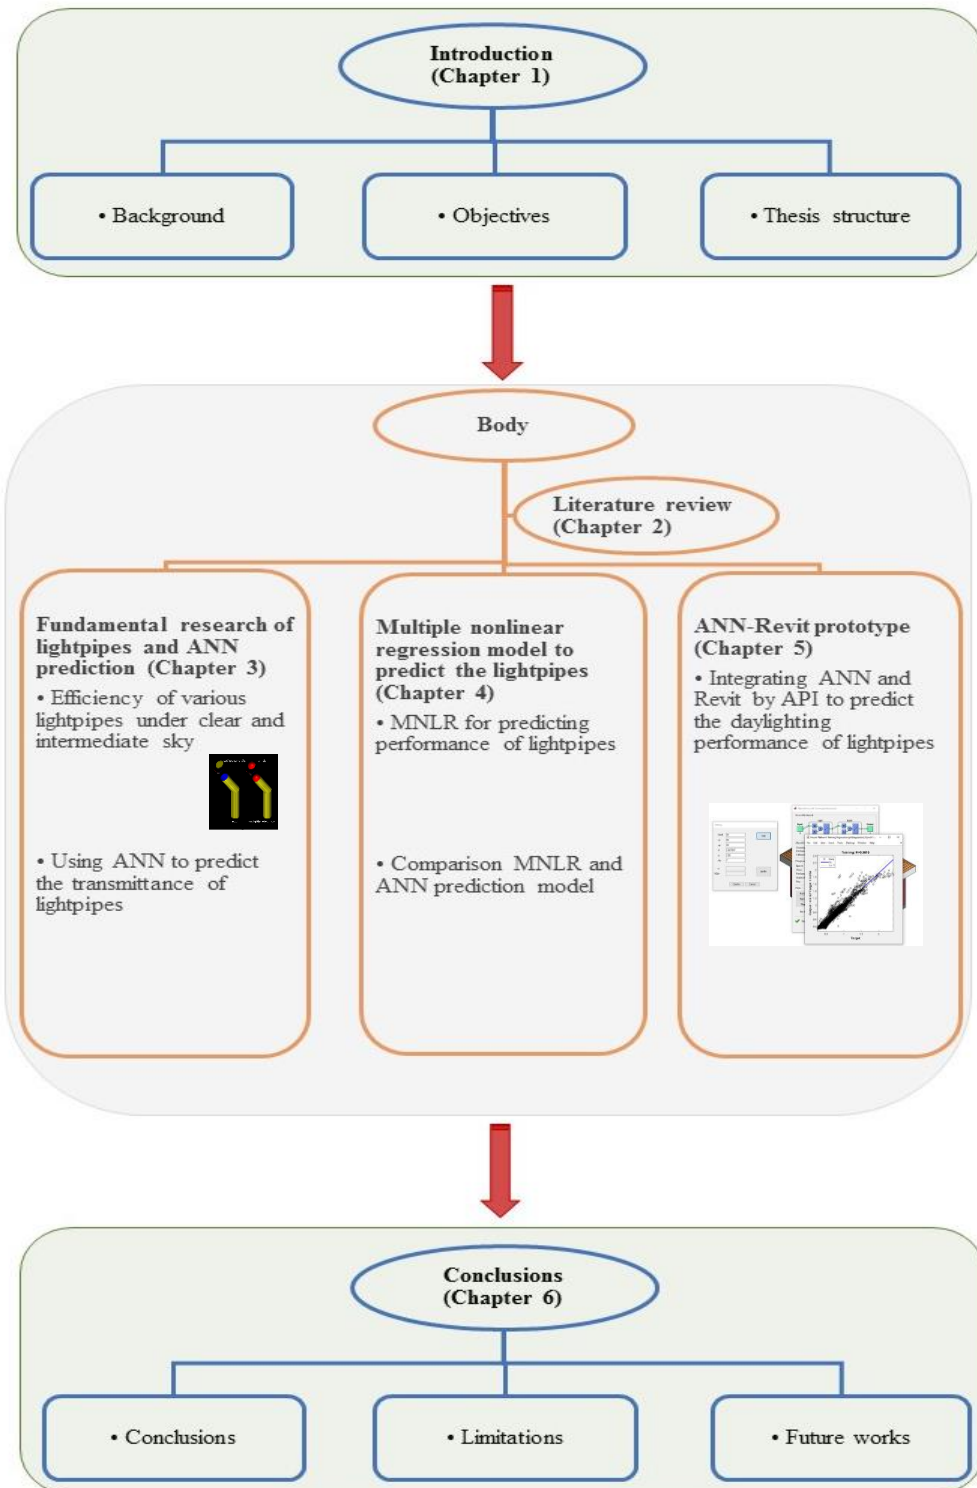 Introduction
(Chapter 1)
• Background
• Objectives
• Thesis structure
Body
Literature review
(Chapter 2)
Fundamental research of
lightpipes and ANN
prediction (Chapter 3)
• Efficiency of various
lightpipes under clear and
intermediate sky
• Using ANN to predict
the transmittance of
lightpipes
Multiple nonlinear
regression model to
predict the lightpipes
(Chapter 4)
• MNLR for predicting
performance of lightpipes
• Comparison MNLR and
ANN prediction model
ANN-Revit prototype
(Chapter 5)
• Integrating ANN and
Revit by API to predict
the daylighting
performance of lightpipes
Conclusions
(Chapter 6)
• Conclusions
• Limitations
• Future works